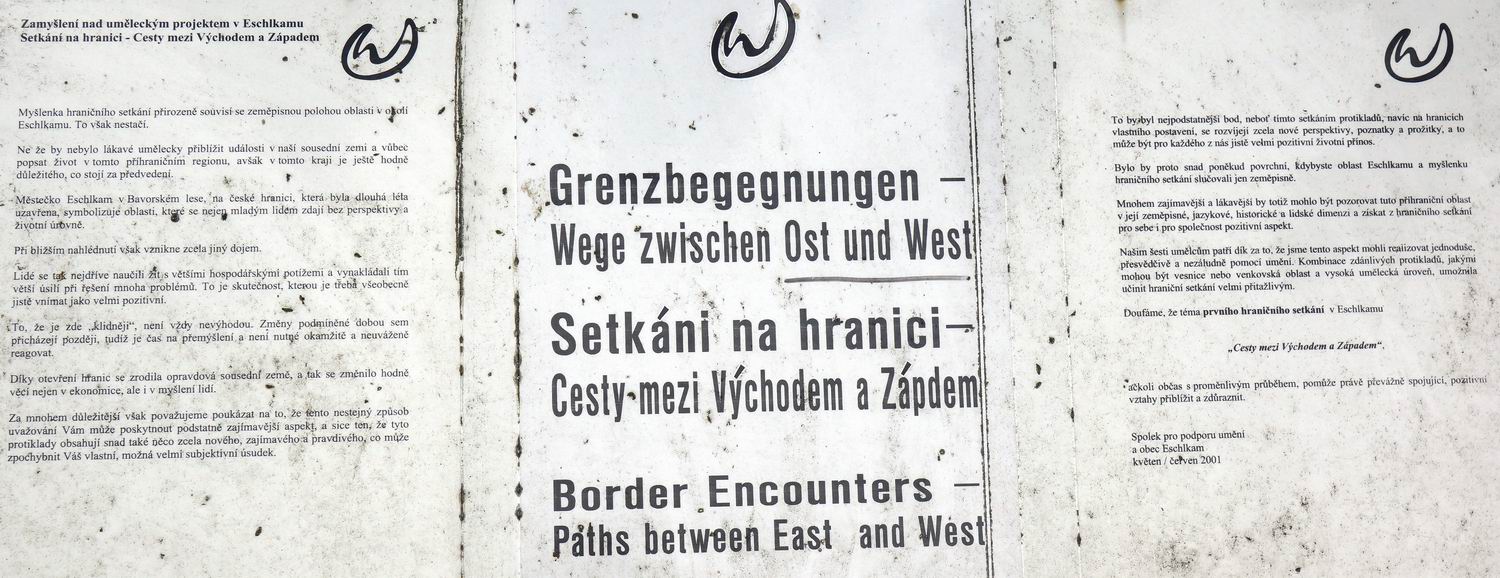 Zamyšlení nad uměleckým projektem v Eschlkamu
Setkání na hranici - Cesty mezi Východem a Západem
Myšlenka hraničního setkání přirozeně souvisí se zeměpisnou polohou oblasti v okolí
Eschlkamu. To však nestačí.
Ne že by nebylo lákavé umělecky přiblížit události v naší sousední zemi a vůbec
popsat život v tomto příhraničním regionu, avšak v tomto kraji je ještě hodně
důležitého, co stojí za předvedení.
Městečko Eschlkam v Bavorském lese, na české hranici, která byla dlouhá léta
uzavřena, symbolizuje oblasti, které se nejen mladým lidem zdají bez perspektivy a
životní úrovně.
Při bližším nahlédnutí však vznikne zcela jiný dojem.
Lidé se tak nejdříve naučili žít s většími hospodářskými potížemi a vynakládali tím
větší úsilí při řešení mnoha problémů. To je skutečnost, kterou je třeba všeobecně
jistě vnímat jako velmi pozitivní.
To, že je zde „klidněji", není vždy nevýhodou. Změny podmíněné dobou sem
přicházejí později, tudíž je čas na přemýšlení a není nutné okamžitě a neuváženě
reagovat.
Díky otevření hranic se zrodila opravdová sousední země, a tak se změnilo hodně
věcí nejen v ekonomice, ale i v myšlení lidí.
Za mnohem důležitější však považujeme poukázat na to, že tento nestejný způsob
uvažování Vám může poskytnout podstatně zajímavější aspekt, a sice ten, že tyto
protiklady obsahují snad také něco zcela nového, zajímavého a pravdivého, co může
zpochybnit Váš vlastní, možná velmi subjektivní úsudek.
Grenzbegegnungen –
Wege zwischen Ost und West
Setkáni na hranici–
Cesty mezi Východem a Zápdem
Border Encounters –
Paths between East and West
To by byl nejpodstatnější bod, neboť tímto setkáním protikladů, navíc na hranicích
vlastního postavení, se rozvíjejí zcela nové perspektivy, poznatky a prožitky, a to
může být pro každého z nás jistě velmi pozitivní životní přínos.
Bylo by proto snad poněkud povrchní, kdybyste oblast Eschlkamu a myšlenku
hraničního setkání slučovali jen zeměpisně.
Mnohem zajímavější a lákavější by totiž mohlo být pozorovat tuto příhraniční oblast
v její zeměpisné, jazykové, historické a lidské dimenzi a získat z hraničního setkání
pro sebe i pro společnost pozitivní aspekt.
Našim šesti umělcům patří dík za to, že jsme tento aspekt mohli realizovat jednoduše,
přesvědčivě a nezáludně pomocí umění. Kombinace zdánlivých protikladů, jakými
mohou být vesnice nebo venkovská oblast a vysoká umělecká úroveň, umožnila
učinit hraniční setkání velmi přitažlivým.
Doufáme, že téma prvního hraničního setkání v Eschlkamu
„Cesty mezi Východem a Západem",
ačkoli občas s proměnlivým průběhem, pomůže právě převážně spojující, pozitivní
vztahy přiblížit a zdůraznit.
Spolek pro podporu umění
a obec Eschlkam
květen / červen 2001